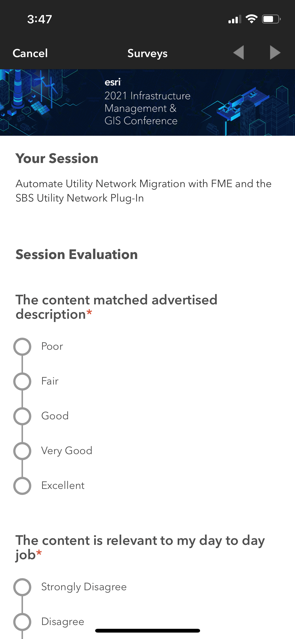 3:47
Cancel
Surveys
esri
2021 Infrastructure
Management &
GIS Conference
Your Session
Automate Utility Network Migration with FME and the
SBS Utility Network Plug-In
Session Evaluation
The content matched advertised
description*
Poor
Fair
Good
Very Good
Excellent
The content is relevant to my day to day
job*
Strongly Disagree
Disagree